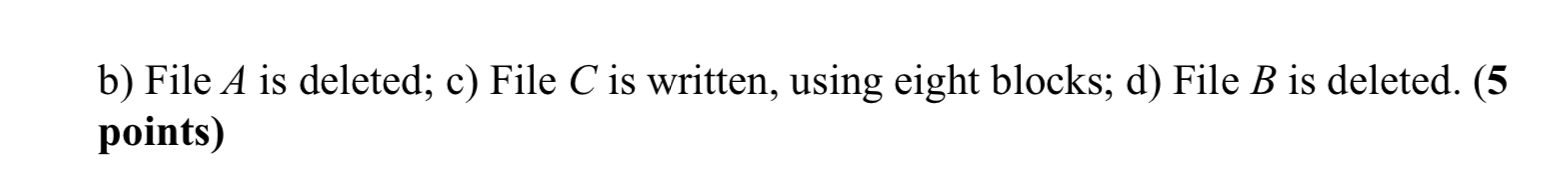 b) File A is deleted; c) File C is written, using eight blocks; d) File B is deleted. (5
points)